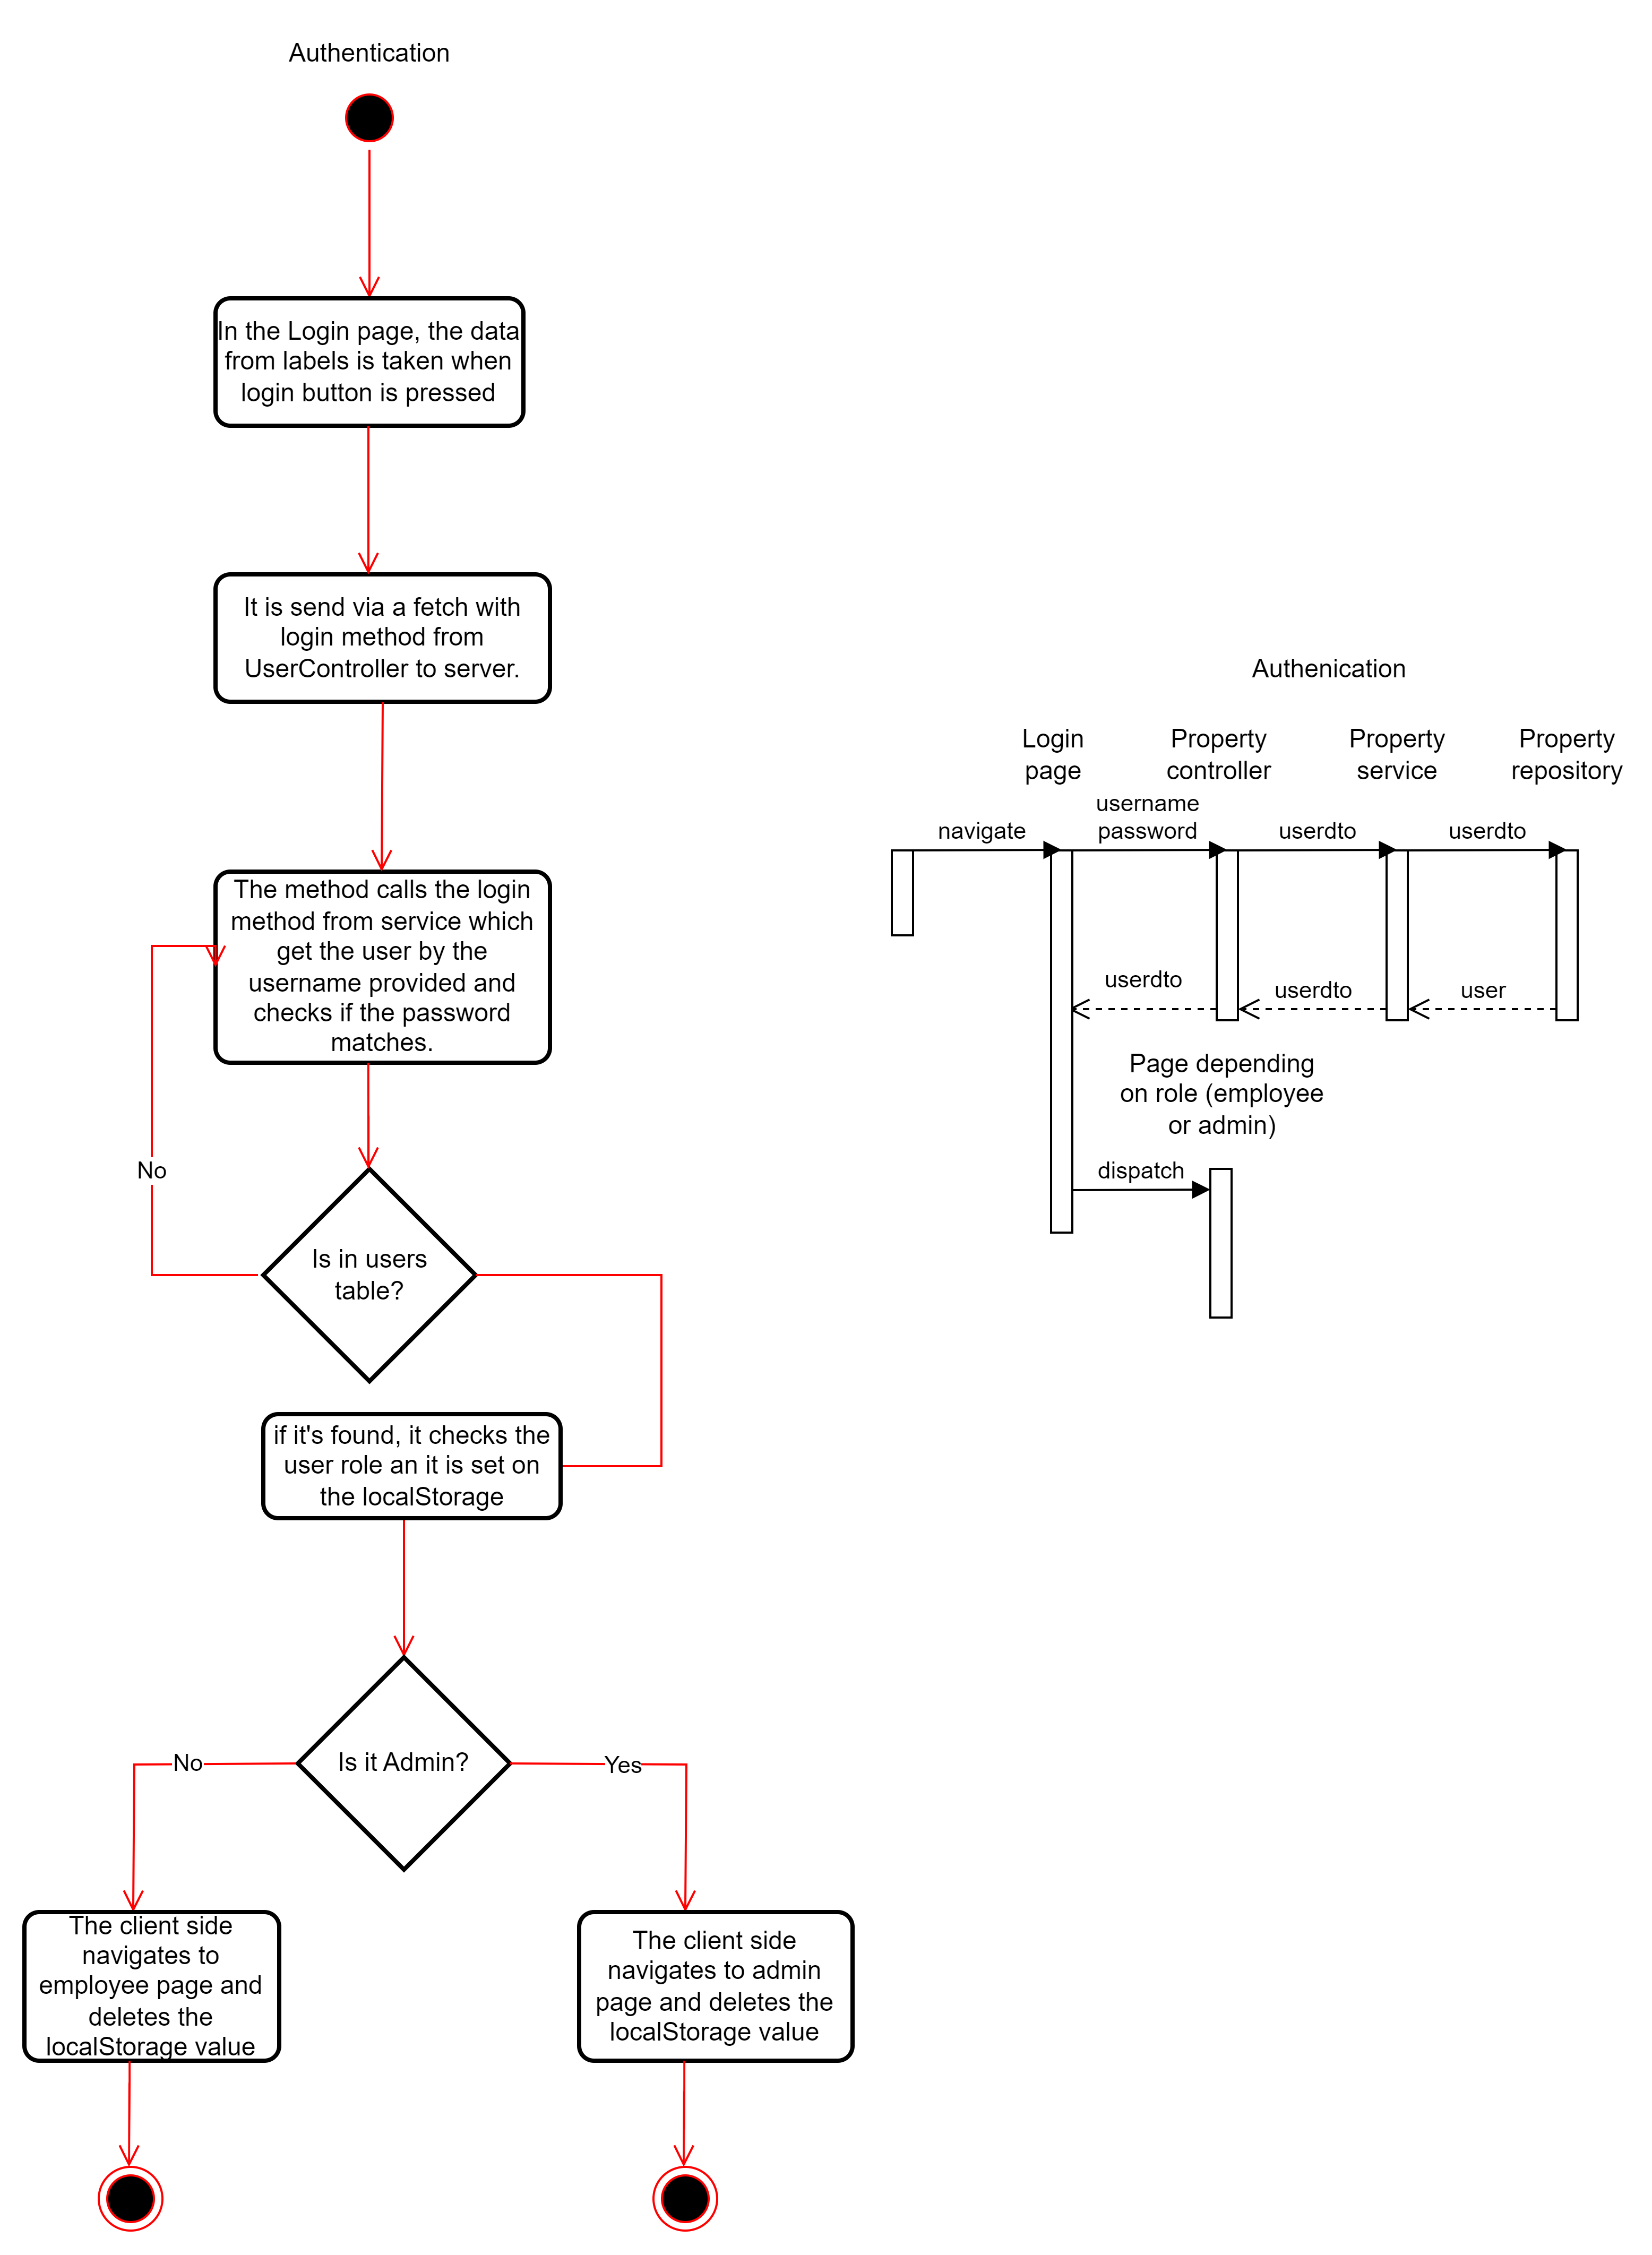 Authentication
In the Login page, the data
from labels is taken when
login button is pressed
It is send via a fetch with
login method from
UserController to server.
The method calls the login
method from service which
get the user by the
username provided and
checks if the password
matches.
No
Is in users
table?
if it's found, it checks the
user role an it is set on
the localStorage
Is it Admin?
No
Yes
The client side
navigates to
employee page and
deletes the
localStorage value
The client side
navigates to admin
page and deletes the
localStorage value
Authenication
Login
page
Property
controller
Property
service
Property
repository
navigate
username
password
userdto
userdto
userdto
userdto
user
Page depending
on role (employee
or admin)
dispatch